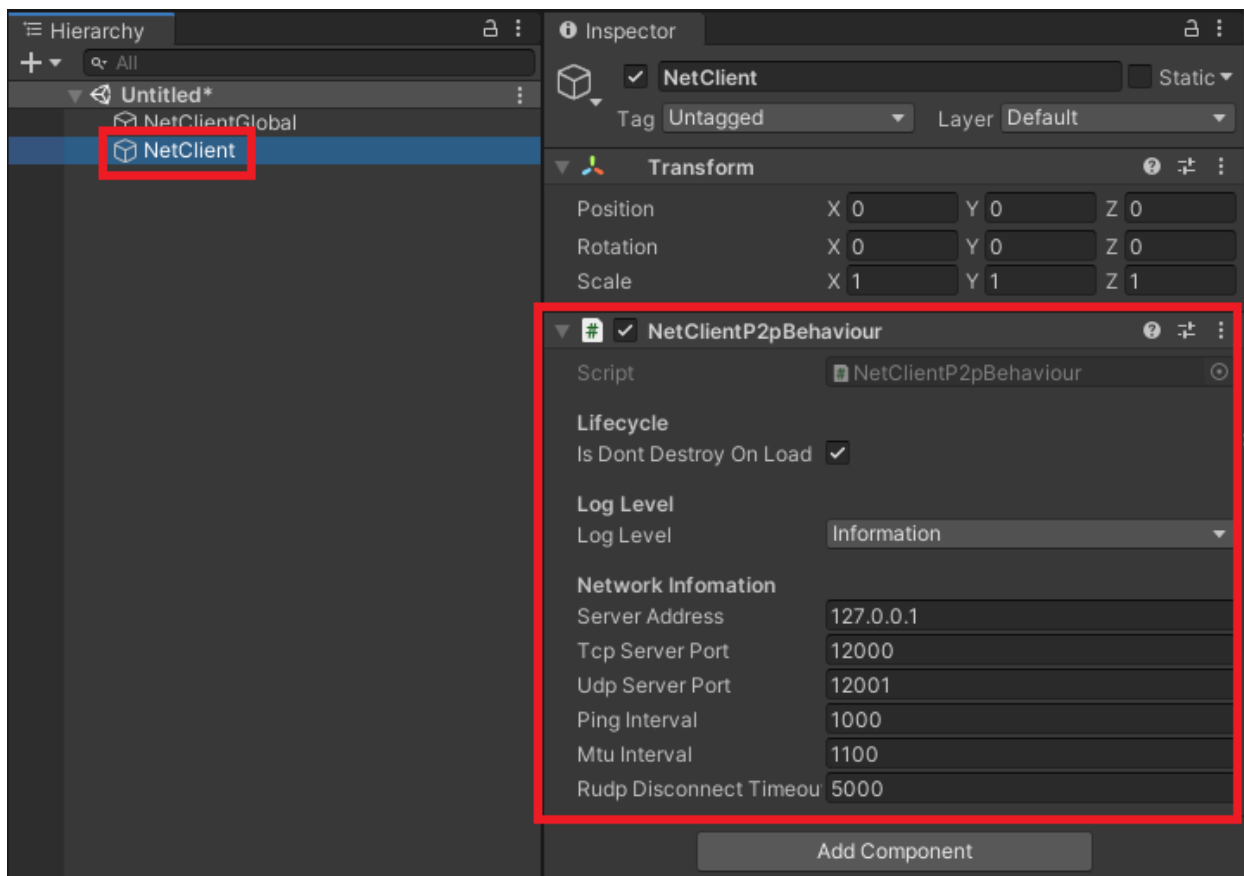 Hierarchy
All
Untitled*
NetClientGlobal
NetClient
Inspector
NetClient Static
Tag Untagged Layer Default
Transform
Position X 0 Y 0 Z 0
Rotation X 0 Y 0 Z 0
Scale X 1 Y 1 Z 1
# NetClientP2pBehaviour
Script # NetClientP2pBehaviour
Lifecycle
Is Dont Destroy On Load
Log Level
Log Level Information
Network Infomation
Server Address 127.0.0.1
Tcp Server Port 12000
Udp Server Port 12001
Ping Interval 1000
Mtu Interval 1100
Rudp Disconnect Timeou 5000
Add Component